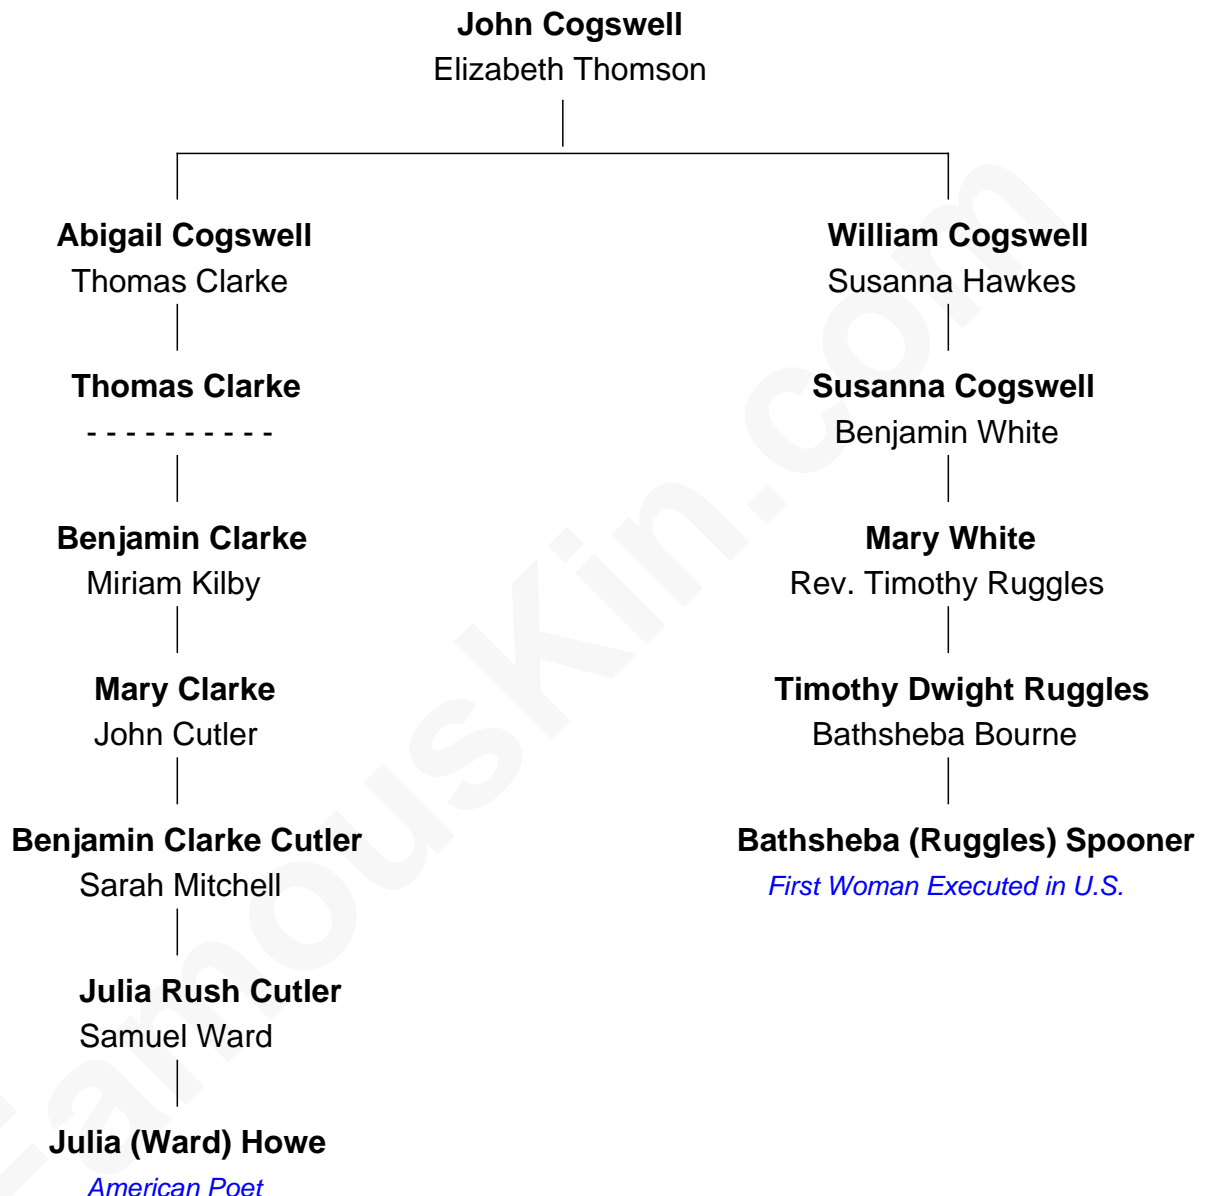 John Cogswell
Elizabeth Thomson
Abigail Cogswell
Thomas Clarke
William Cogswell
Susanna Hawkes
Thomas Clarke
- - - - - - - - - -
Susanna Cogswell
Benjamin White
Benjamin Clarke
Miriam Kilby
Mary White
Rev. Timothy Ruggles
Mary Clarke
John Cutler
Timothy Dwight Ruggles
Bathsheba Bourne
Benjamin Clarke Cutler
Sarah Mitchell
Bathsheba (Ruggles) Spooner
First Woman Executed in U.S.
Julia Rush Cutler
Samuel Ward
Julia (Ward) Howe
American Poet
FamousKin.com